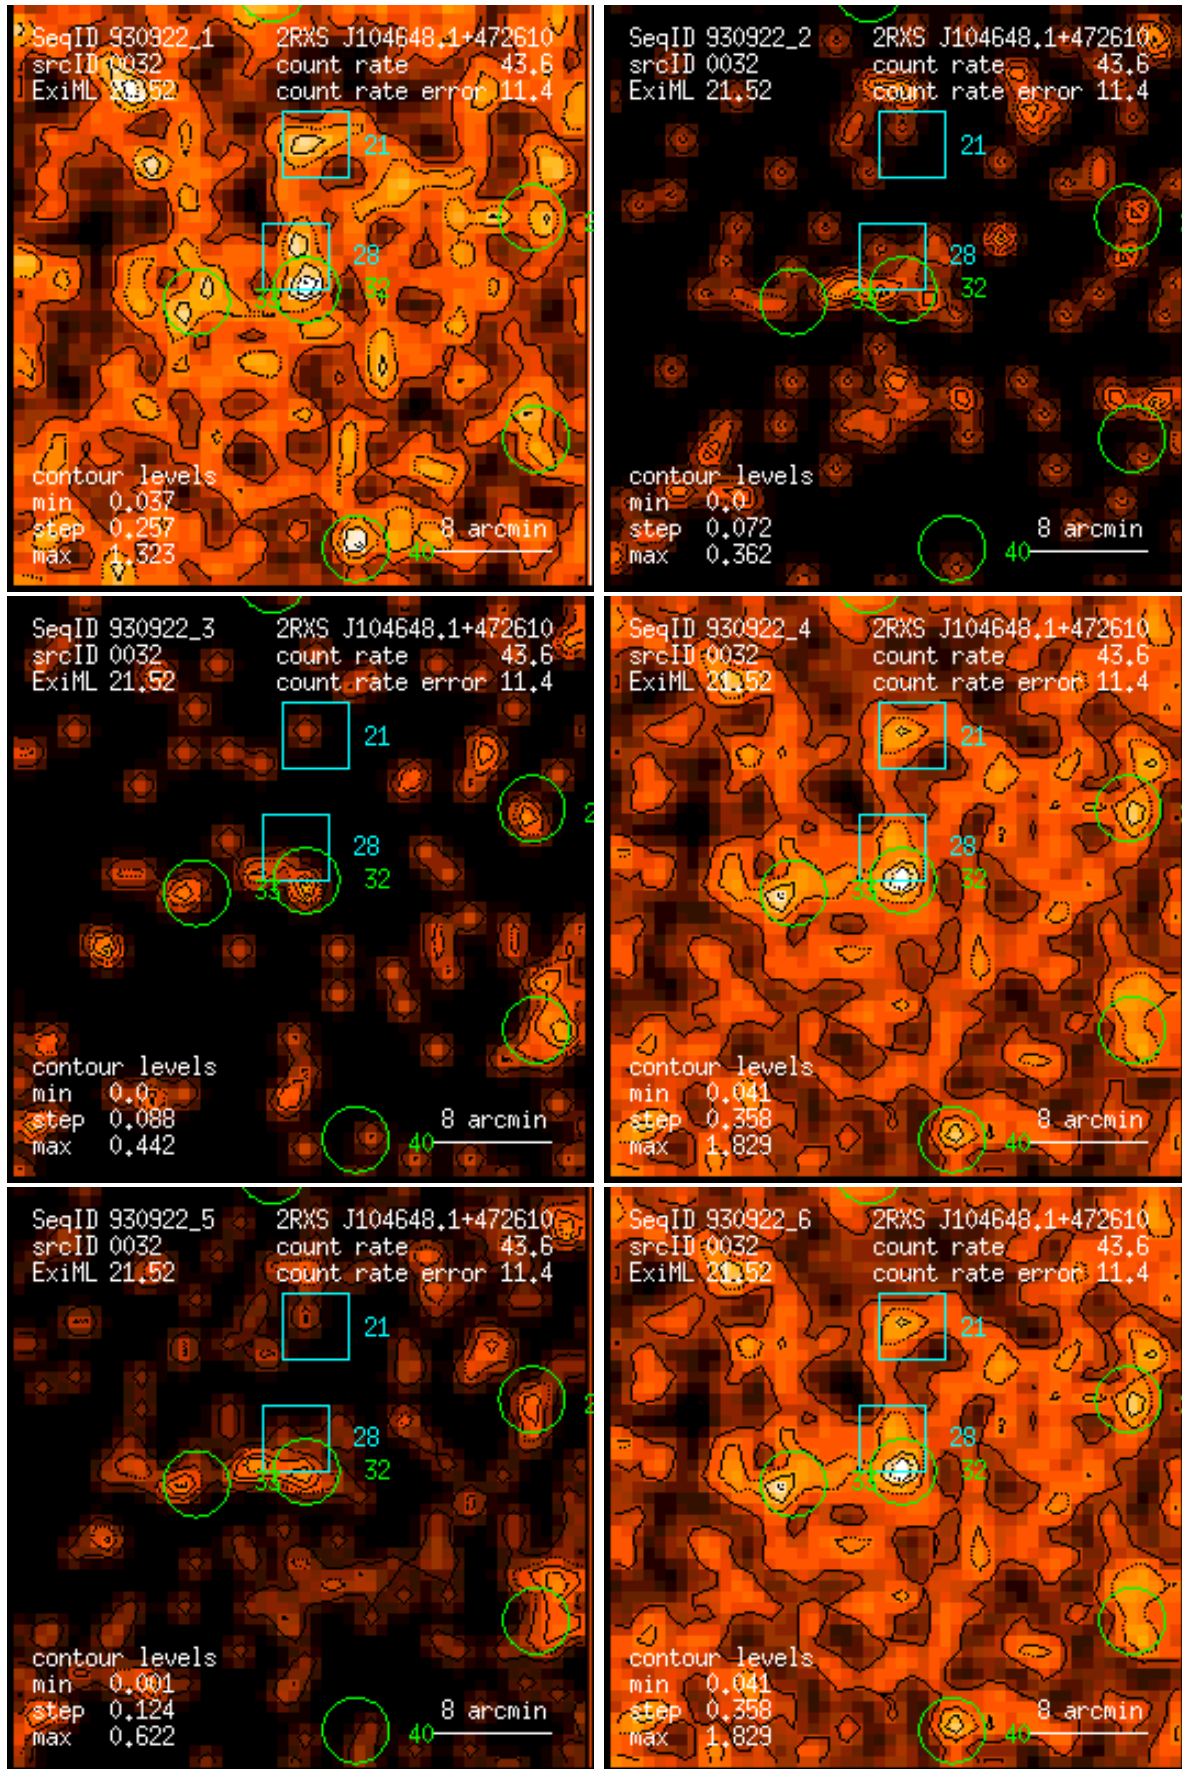 SeqID 930922_1 2RXS J104648.1+472610
srcID 0032 count rate 43.6
ExiML 21.52 count rate error 11.4
21
28
33 32
contour levels
min 0.037
step 0.257 8 arcmin
max 1.323 40
SeqID 930922_2 2RXS J104648.1+472610
srcID 0032 count rate 43.6
ExiML 21.52 count rate error 11.4
21
28
33 32
contour levels
min 0.0
step 0.072 8 arcmin
max 0.362 40
SeqID 930922_3 2RXS J104648.1+472610
srcID 0032 count rate 43.6
ExiML 21.52 count rate error 11.4
21
2
28
33 32
contour levels
min 0.0
step 0.088 8 arcmin
max 0.442 40
SeqID 930922_4 2RXS J104648.1+472610
srcID 0032 count rate 43.6
ExiML 21.52 count rate error 11.4
21
28
33 32
contour levels
min 0.041
step 0.358 8 arcmin
max 1.829 40
SeqID 930922_5 2RXS J104648.1+472610
srcID 0032 count rate 43.6
ExiML 21.52 count rate error 11.4
21
2
28
33 32
contour levels
min 0.001
step 0.124 8 arcmin
max 0.622 40
SeqID 930922_6 2RXS J104648.1+472610
srcID 0032 count rate 43.6
ExiML 21.52 count rate error 11.4
21
28
33 32
contour levels
min 0.041
step 0.358 8 arcmin
max 1.829 40